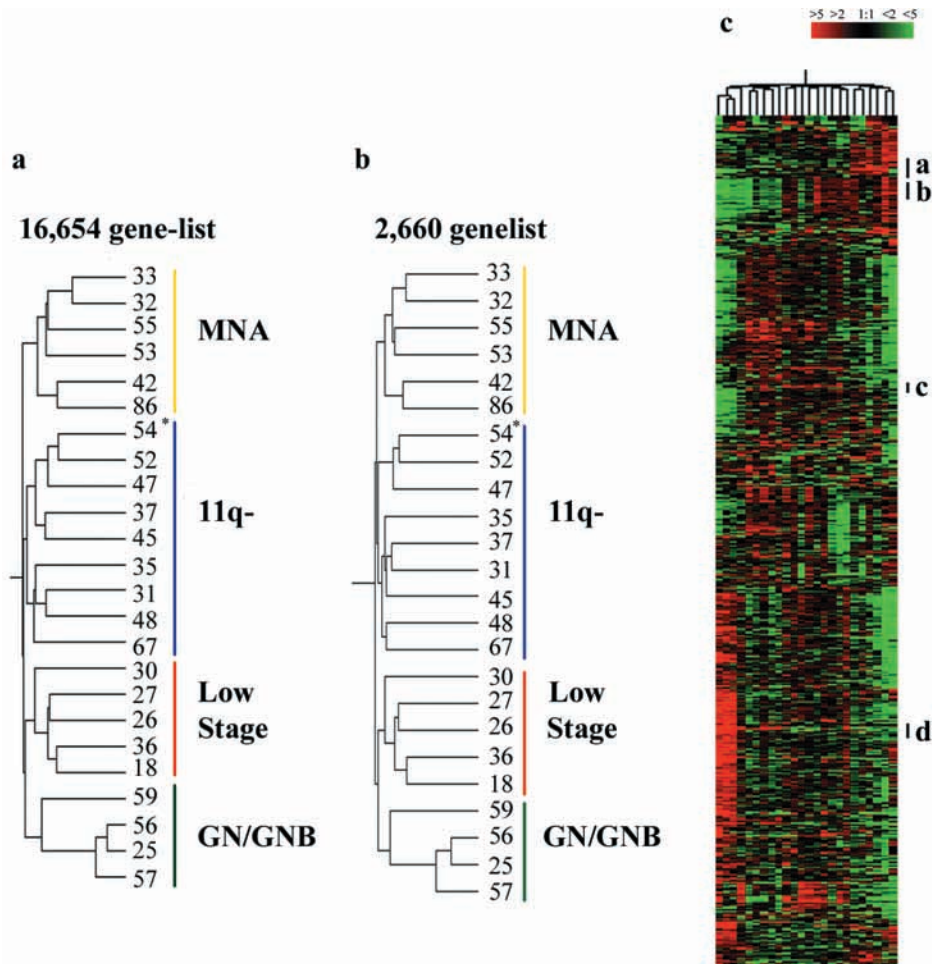 a
16,654 gene-list
33
32
55
53
42
86
MNA
54*
52
47
37
45
35
31
48
67
11q-
30
27
26
36
18
Low
Stage
59
56
25
57
GN/GNB
b
2,660 genelist
33
32
55
53
42
86
MNA
54*
52
47
35
37
31
45
48
67
11q-
30
27
26
36
18
Low
Stage
59
56
25
57
GN/GNB
c
>5 >2 1:1 <2 <5
a
b
c
d